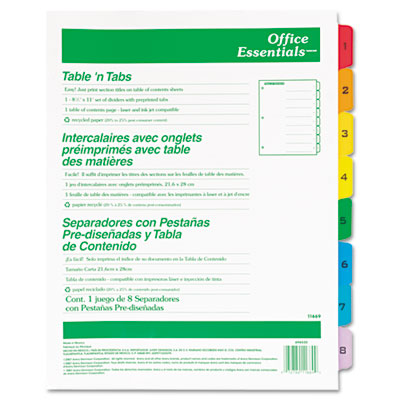 Office
Essentials
Table 'n Tabs
Easy! Just print section titles on table of contents sheets
1 - 8 1/2 x 11" set of dividers with preprinted tabs
1 table of contents page - laser and ink jet compatible
recycled paper
Intercalaires avec onglets
préimprimés avec table
des matières
Facile! Il suffit d'imprimer les titres des sections sur les feuilles de table des matières.
1 jeu d'intercalaires avec onglets préimprimés. 21.6 x 28 cm
1 feuille de table des matières - compatible avec les imprimantes à laser et à jet d'encre
papier recyclé
Separadores con Pestañas
Pre-diseñadas y Tabla
de Contenido
¡Es fácil! Solo imprima el índice de su documento en la Tabla de Contenido.
Tamaño Carta 21.6cm x 28cm
Tabla de contenido - compatible con impresoras laser e inyección de tinta
papel reciclado
Cont. 1 juego de 8 Separadores
con Pestañas Pre-diseñadas
11669
1
2
3
4
5
6
7
8